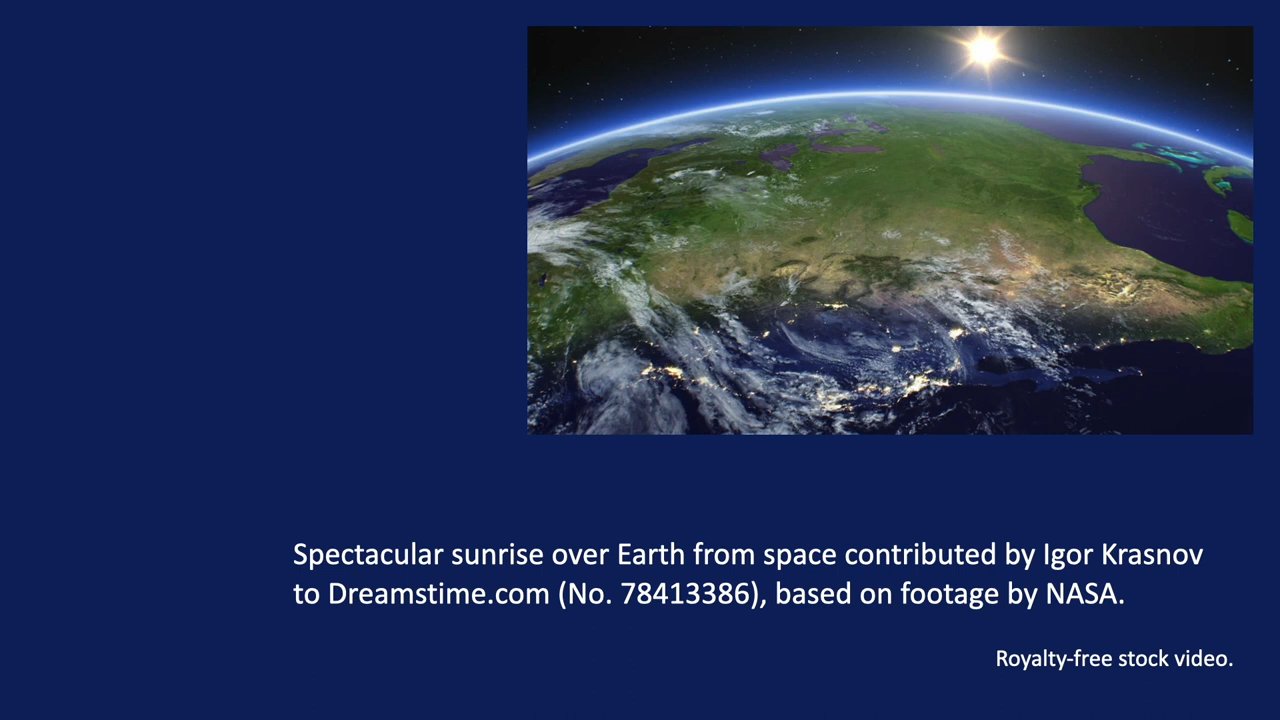 Spectacular sunrise over Earth from space contributed by Igor Krasnov
to Dreamstime.com (No. 78413386), based on footage by NASA.
Royalty-free stock video.